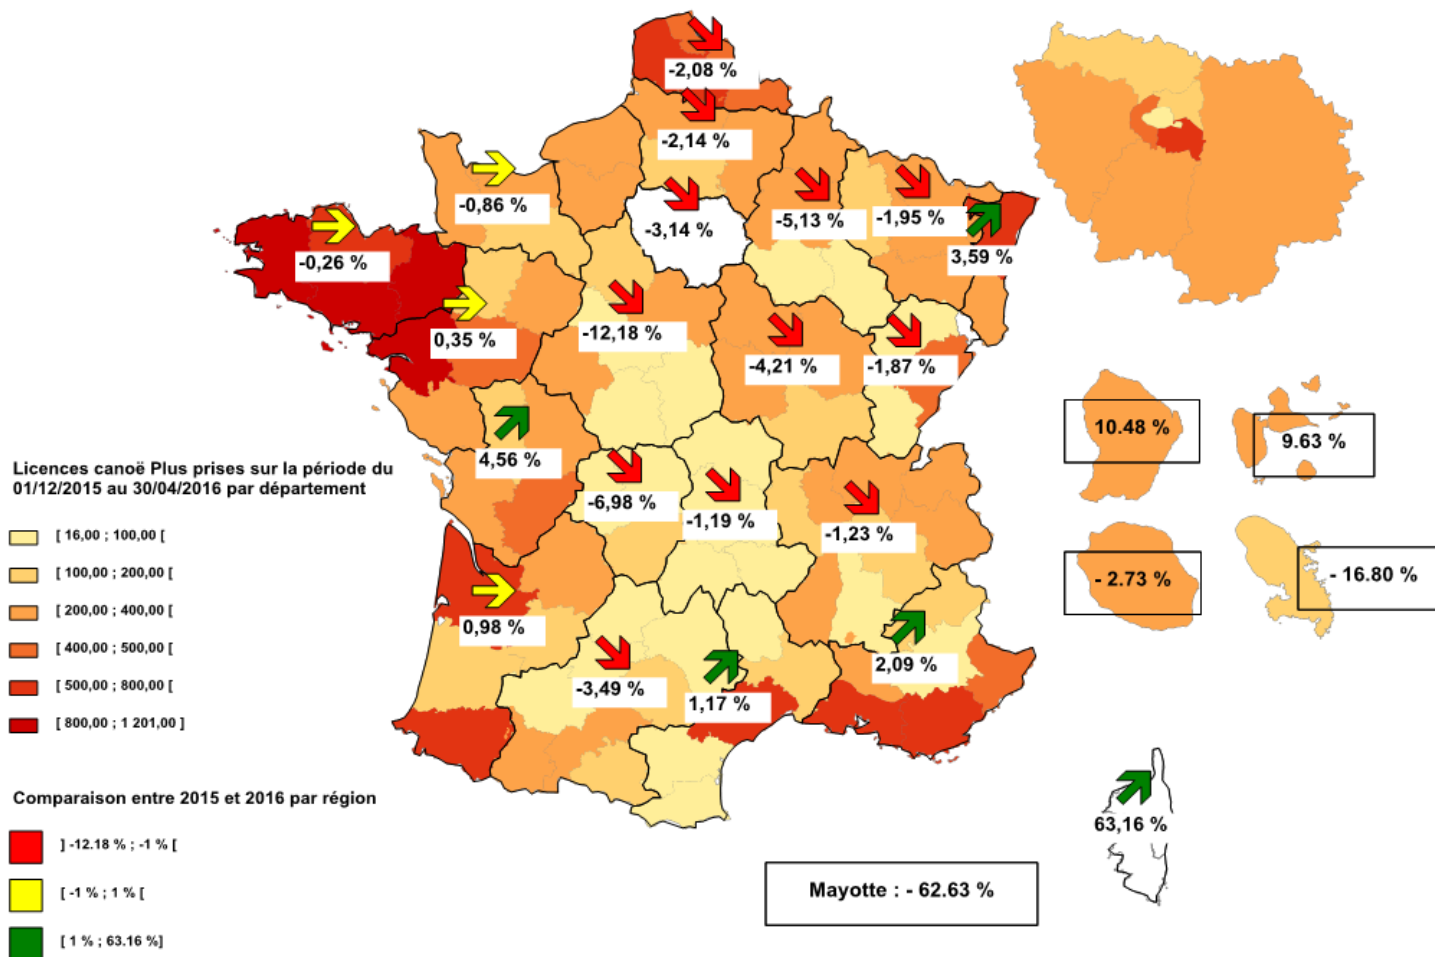 -2,08 %
-2,14 %
-0,86 %
-3,14 %
-5,13 %
-1,95 %
3,59 %
-0,26 %
0,35 %
-12,18 %
-4,21 %
-1,87 %
4,56 %
-6,98 %
-1,19 %
-1,23 %
0,98 %
-3,49 %
1,17 %
2,09 %
10.48 %
9.63 %
- 2.73 %
- 16.80 %
63,16 %
Mayotte : - 62.63 %
Licences canoë Plus prises sur la période du
01/12/2015 au 30/04/2016 par département
[ 16,00 ; 100,00 [
[ 100,00 ; 200,00 [
[ 200,00 ; 400,00 [
[ 400,00 ; 500,00 [
[ 500,00 ; 800,00 [
[ 800,00 ; 1 201,00 ]
Comparaison entre 2015 et 2016 par région
] -12.18 % ; -1 % [
[ -1 % ; 1 % [
[ 1 % ; 63.16 %]